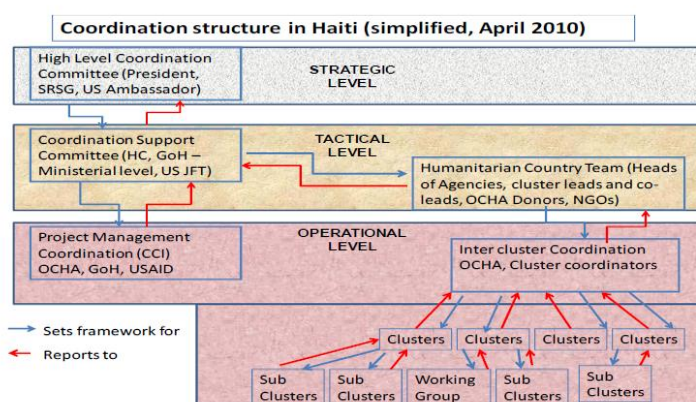 Coordination structure in Haiti (simplified, April 2010)
High Level Coordination
Committee (President,
SRSG, US Ambassador)
STRATEGIC
LEVEL
Coordination Support
Committee (HC, GoH –
Ministerial level, US JFT)
TACTICAL
LEVEL
Humanitarian Country Team (Heads
of Agencies, cluster leads and co-
leads, OCHA Donors, NGOs)
Project Management
Coordination (CCI)
OCHA, GoH, USAID
OPERATIONAL
LEVEL
Inter cluster Coordination
OCHA, Cluster coordinators
Sets framework for
Reports to
Clusters
Clusters
Clusters
Clusters
Sub
Clusters
Sub
Clusters
Working
Group
Sub
Clusters
Sub
Clusters